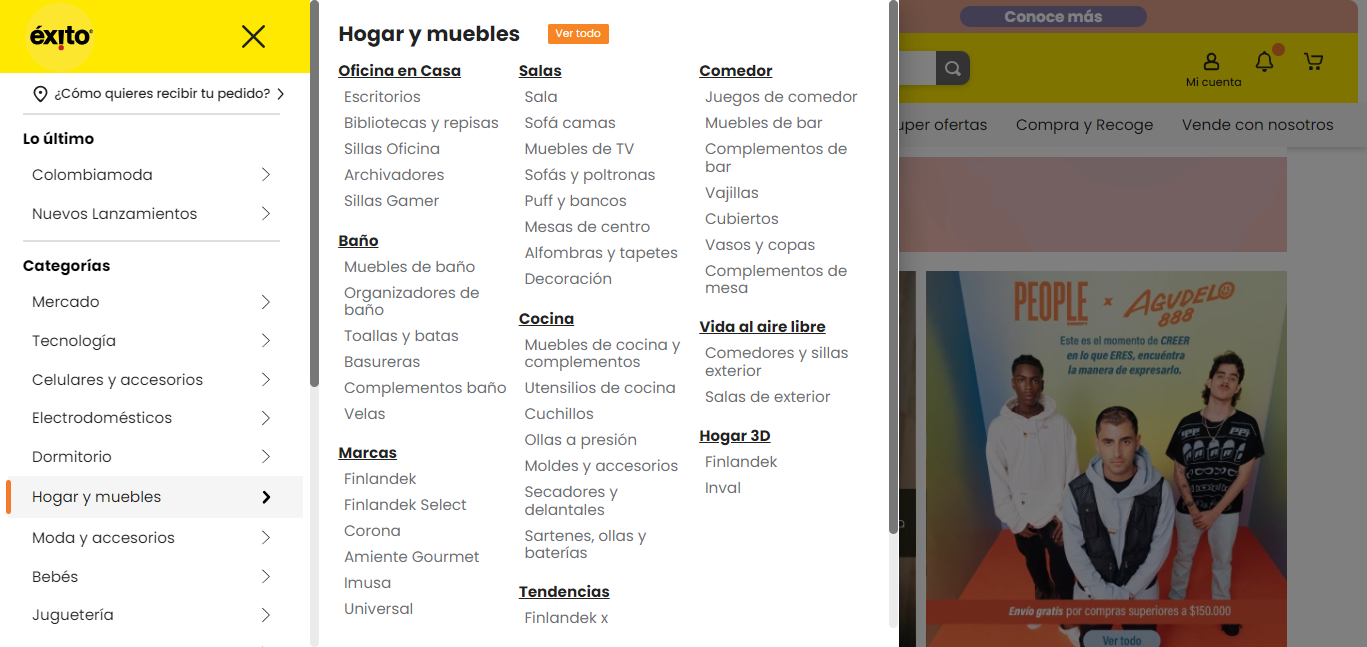 éxito
¿Cómo quieres recibir tu pedido?
Lo último
Colombiamoda
Nuevos Lanzamientos
Categorías
Mercado
Tecnología
Celulares y accesorios
Electrodomésticos
Dormitorio
Hogar y muebles
Moda y accesorios
Bebés
Juguetería
Hogar y muebles
Ver todo
Oficina en Casa
Escritorios
Bibliotecas y repisas
Sillas Oficina
Archivadores
Sillas Gamer
Baño
Muebles de baño
Organizadores de
baño
Toallas y batas
Basureras
Complementos baño
Velas
Marcas
Finlandek
Finlandek Select
Corona
Amiente Gourmet
Imusa
Universal
Salas
Sala
Sofá camas
Muebles de TV
Sofás y poltronas
Puff y bancos
Mesas de centro
Alfombras y tapetes
Decoración
Cocina
Muebles de cocina y
complementos
Utensilios de cocina
Cuchillos
Ollas a presión
Moldes y accesorios
Secadores y
delantales
Sartenes, ollas y
baterías
Tendencias
Finlandek x
Comedor
Juegos de comedor
Muebles de bar
Complementos de
bar
Vajillas
Cubiertos
Vasos y copas
Complementos de
mesa
Vida al aire libre
Comedores y sillas
exterior
Salas de exterior
Hogar 3D
Finlandek
Inval
Conoce más
Mi cuenta
uper ofertas
Compra y Recoge
Vende con nosotros
PEOPLE x AGUDELO
888
Este es el momento de CREER
en lo que ERES, encuéntra
la manera de expresarlo.
Envío gratis por compras superiores a $150.000
Ver todo